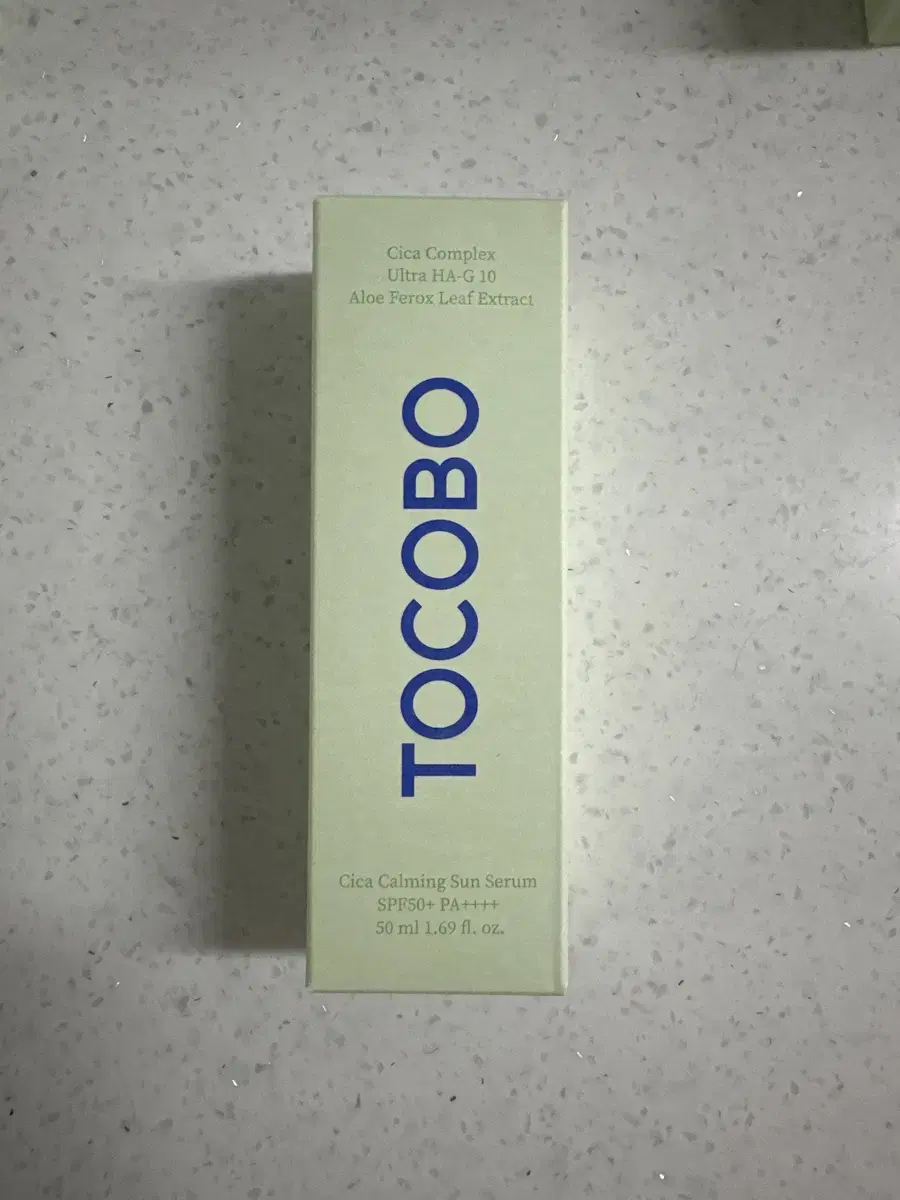 Cica Complex
Ultra HA-G 10
Aloe Ferox Leaf Extract
TOCOBO
Cica Calming Sun Serum
SPF50+ PA++++
50 ml 1.69 fl. oz.